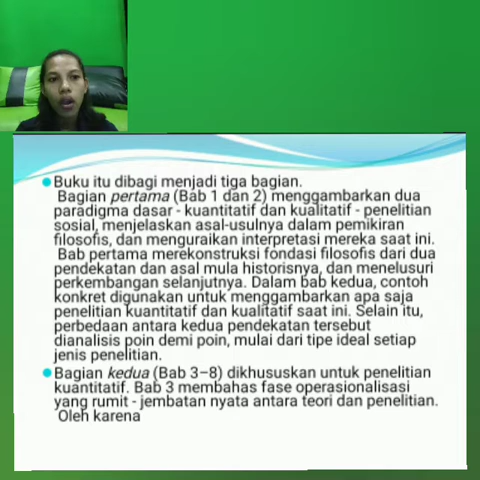 Buku itu dibagi menjadi tiga bagian.
Bagian pertama (Bab 1 dan 2) menggambarkan dua
paradigma dasar - kuantitatif dan kualitatif - penelitian
sosial, menjelaskan asal-usulnya dalam pemikiran
filosofis, dan menguraikan interpretasi mereka saat ini.
Bab pertama merekonstruksi fondasi filosofis dari dua
pendekatan dan asal mula historisnya, dan menelusuri
perkembangan selanjutnya. Dalam bab kedua, contoh
konkret digunakan untuk menggambarkan apa saja
penelitian kuantitatif dan kualitatif saat ini. Selain itu,
perbedaan antara kedua pendekatan tersebut
dianalisis poin demi poin, mulai dari tipe ideal setiap
jenis penelitian.
Bagian kedua (Bab 3–8) dikhususkan untuk penelitian
kuantitatif. Bab 3 membahas fase operasionalisasi
yang rumit - jembatan nyata antara teori dan penelitian.
Oleh karena